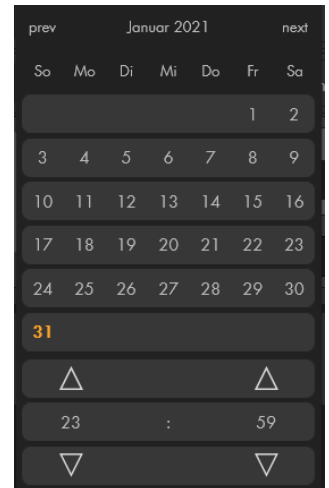 prev Januar 2021 next
So Mo Di Mi Do Fr Sa
1 2
3 4 5 6 7 8 9
10 11 12 13 14 15 16
17 18 19 20 21 22 23
24 25 26 27 28 29 30
31
23 : 59